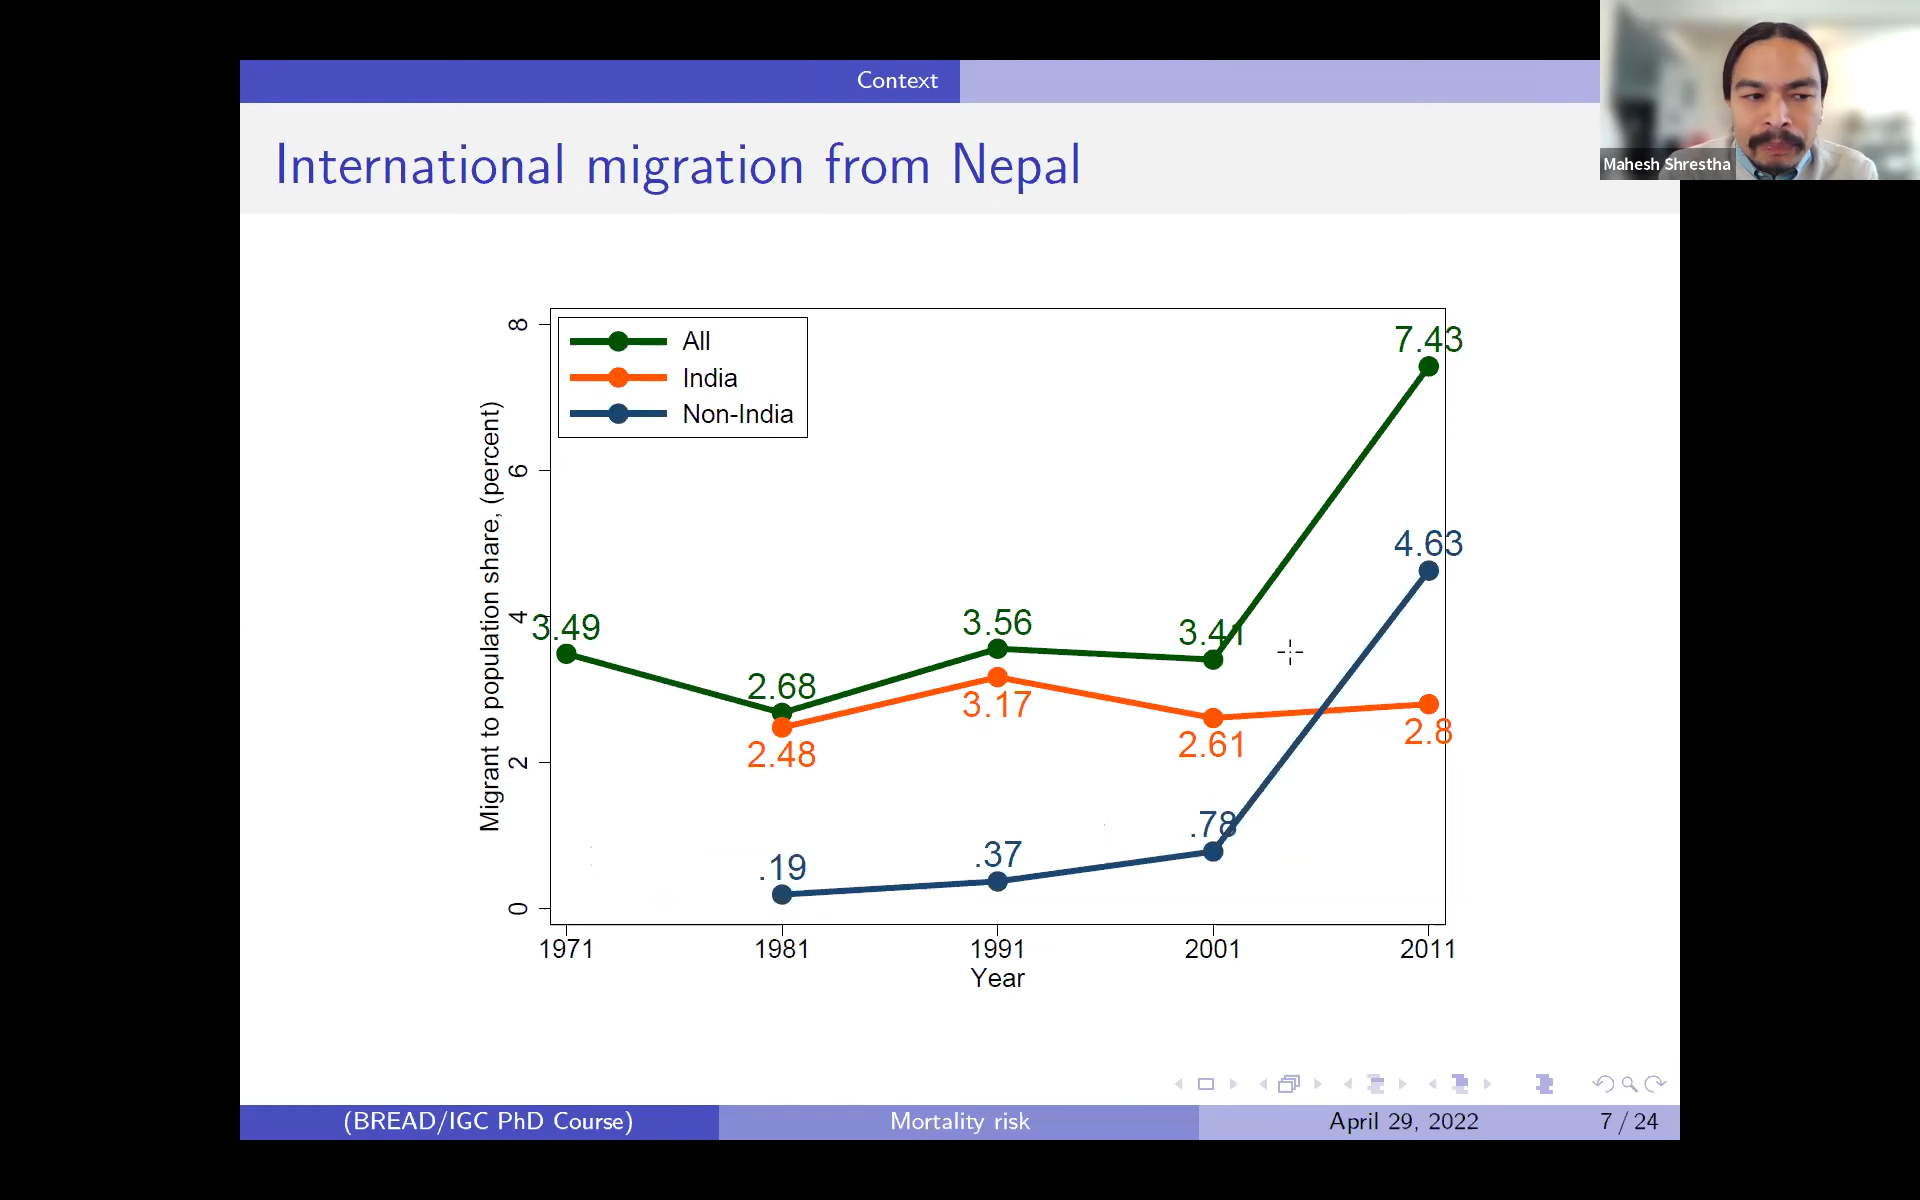 Context
Mahesh Shrestha
International migration from Nepal
All
India
Non-India
Migrant to population share, (percent)
8
6
4
2
0
7.43
4.63
3.49
3.56
3.41
2.68
3.17
2.48
2.61
2.8
.78
.37
.19
1971 1981 1991 2001 2011
Year
(BREAD/IGC PhD Course) Mortality risk April 29, 2022 7 / 24